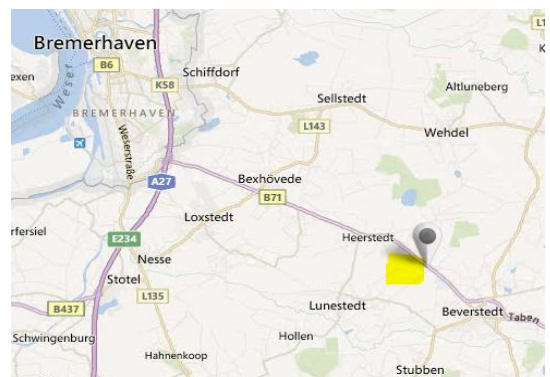 Bremerhaven
B6
exen
Weser
K58
Schiffdorf
Sellstedt
Altluneberg
BREMERHAVEN
Weserstraße
L143
Wehdel
A27
Bexhövede
B71
Loxstedt
rfersiel
E234
Heerstedt
Nesse
Stotel
L135
B437
Lunestedt
Beverstedt
Taben
Schwingenburg
Hollen
Hahnenkoop
Stubben